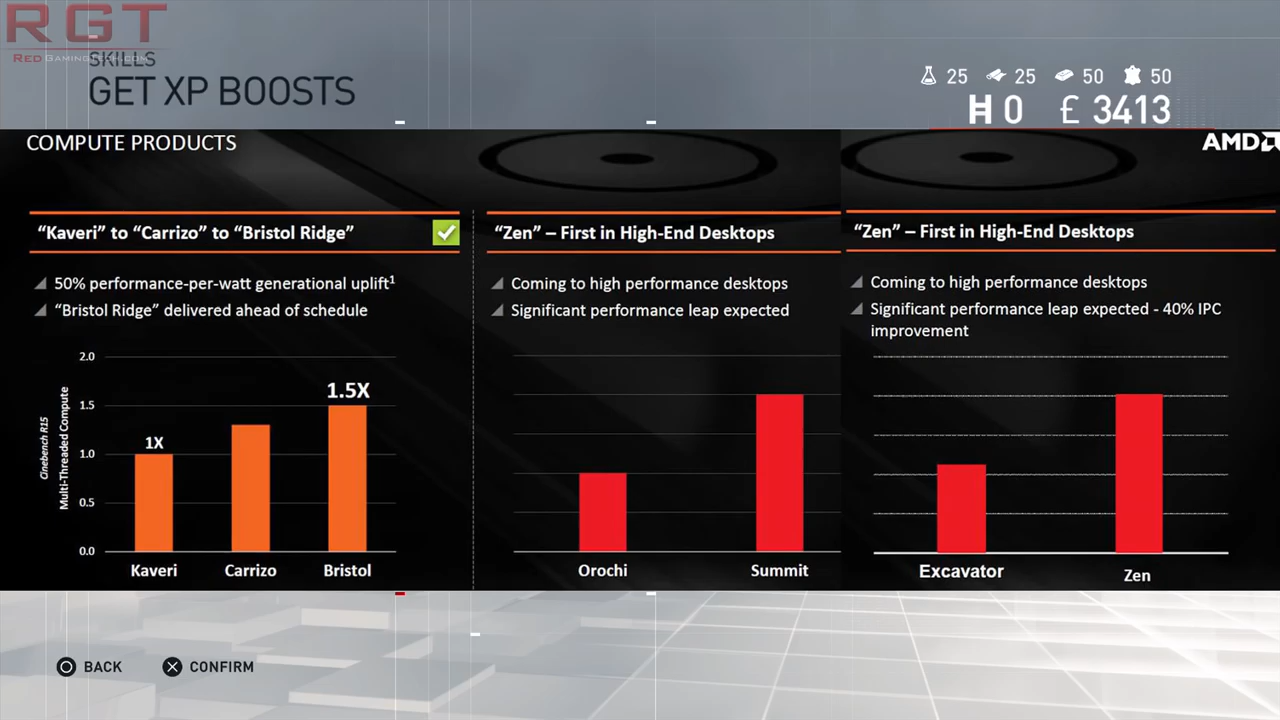 RGT
RedGamingTech.com
SKILLS
GET XP BOOSTS
25 25 50 50
H 0 £ 3413
COMPUTE PRODUCTS
AMD
“Kaveri” to “Carrizo” to “Bristol Ridge”
50% performance-per-watt generational uplift¹
“Bristol Ridge” delivered ahead of schedule
Cinebench R15
Multi-Threaded Compute
2.0
1.5
1.0
0.5
0.0
1X
1.5X
Kaveri Carrizo Bristol
“Zen” – First in High-End Desktops
Coming to high performance desktops
Significant performance leap expected
Orochi Summit
“Zen” – First in High-End Desktops
Coming to high performance desktops
Significant performance leap expected - 40% IPC
improvement
Excavator Zen
BACK CONFIRM